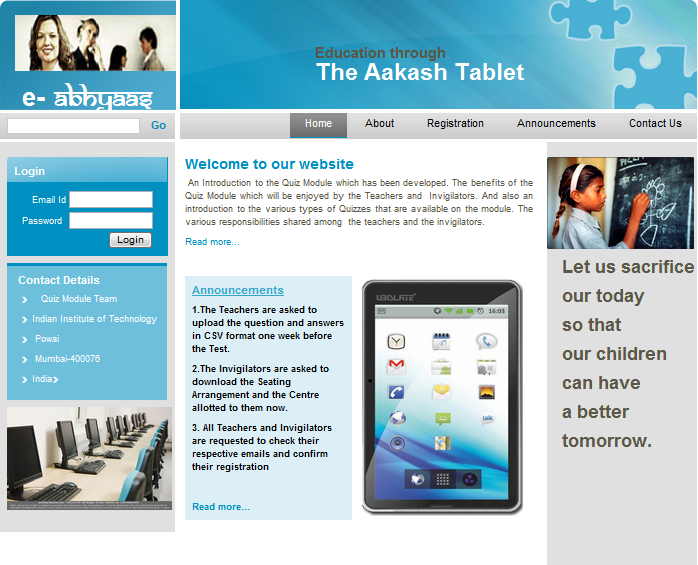 Education through
The Aakash Tablet
e- abhyaas
Go
Home
About
Registration
Announcements
Contact Us
Login
Email Id
Password
Login
Contact Details
Quiz Module Team
Indian Institute of Technology
Powai
Mumbai-400076
India
Welcome to our website
An Introduction to the Quiz Module which has been developed. The benefits of the
Quiz Module which will be enjoyed by the Teachers and Invigilators. And also an
introduction to the various types of Quizzes that are available on the module. The
various responsibilities shared among the teachers and the invigilators.
Read more...
Announcements
1.The Teachers are asked to
upload the question and answers
in CSV format one week before
the Test.
2.The Invigilators are asked to
download the Seating
Arrangement and the Centre
allotted to them now.
3. All Teachers and Invigilators
are requested to check their
respective emails and confirm
their registration
Read more...
UBISLATE
16:03
talk
Let us sacrifice
our today
so that
our children
can have
a better
tomorrow.